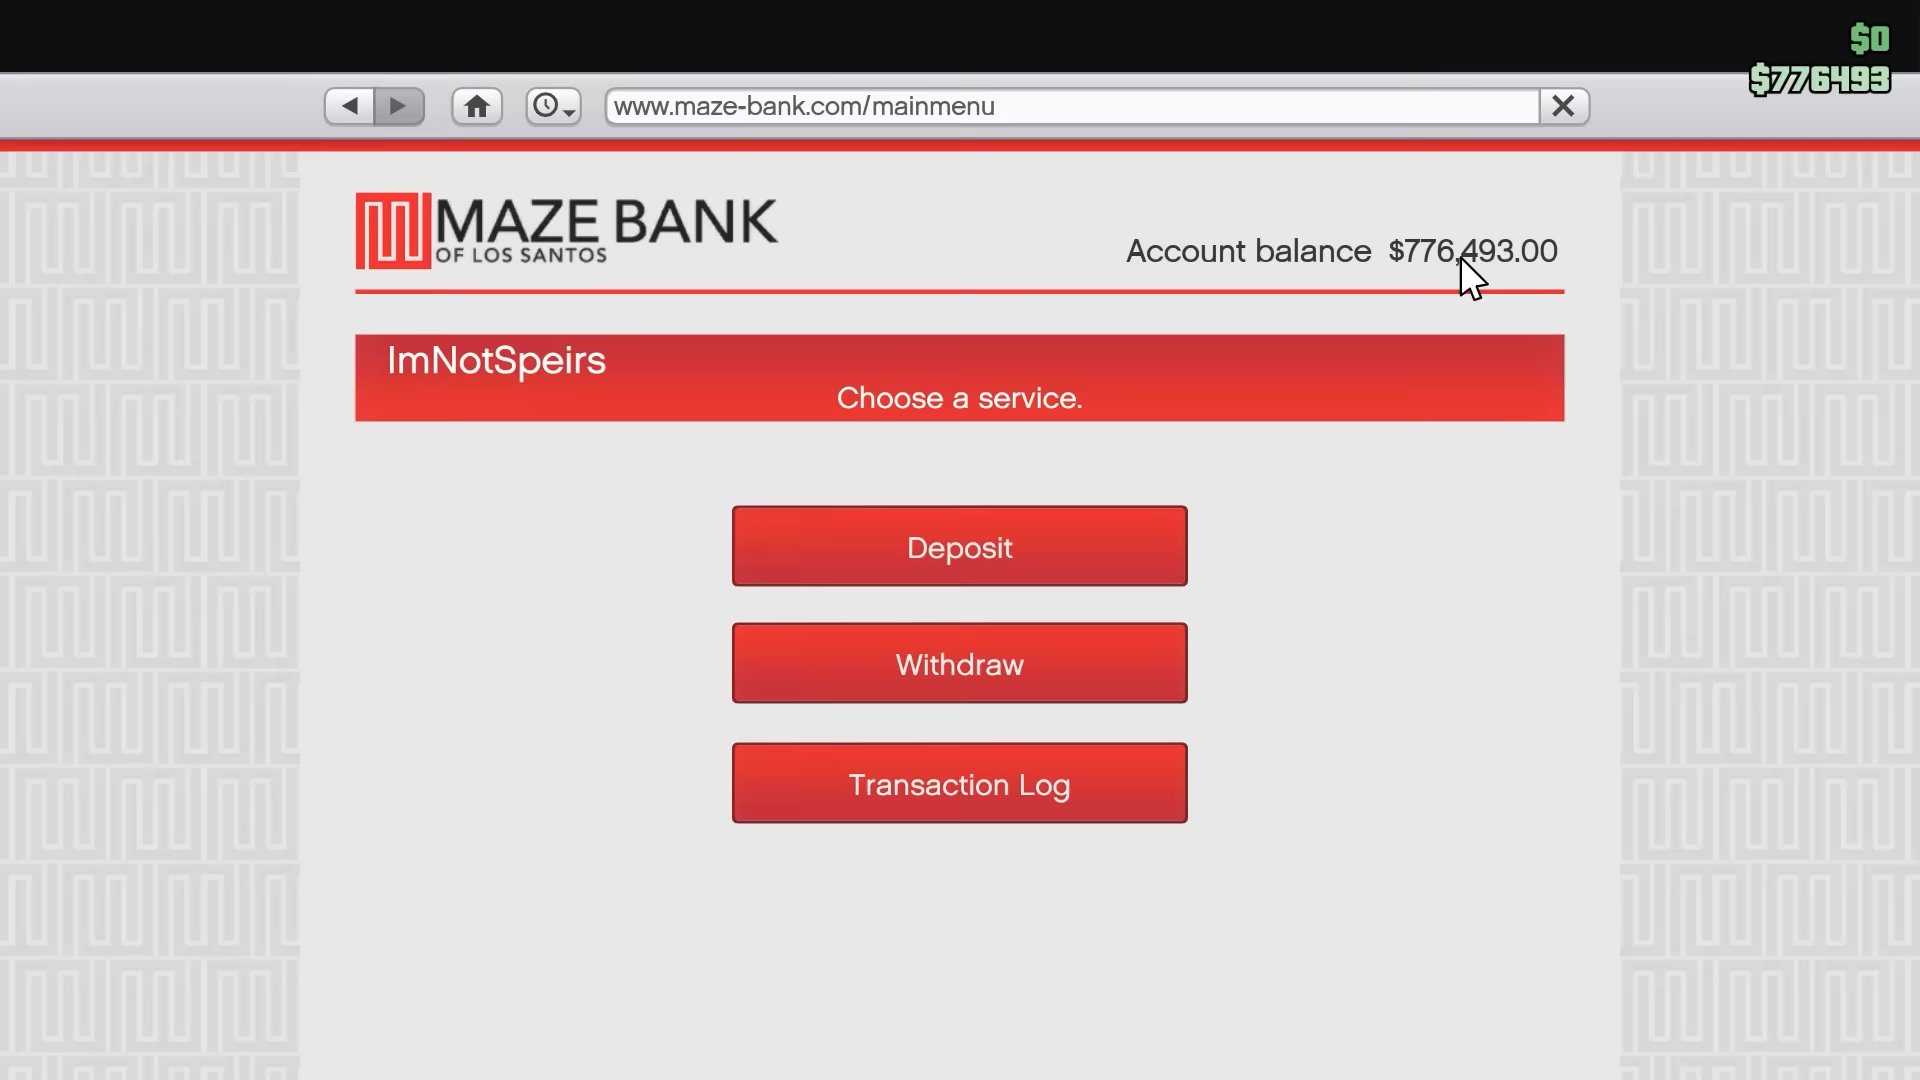 $0
$776493
www.maze-bank.com/mainmenu
MAZE BANK
OF LOS SANTOS
Account balance $776,493.00
ImNotSpeirs
Choose a service.
Deposit
Withdraw
Transaction Log